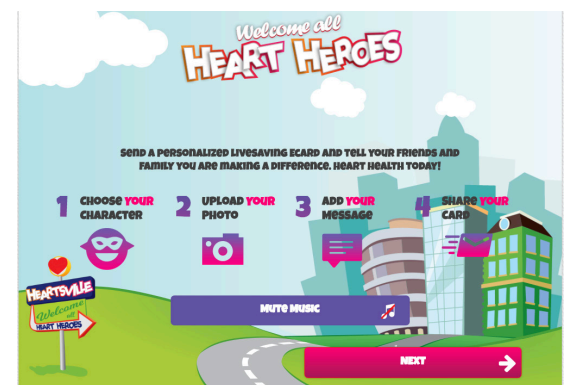 Welcome all
HEART HEROES
SEND A PERSONALIZED LIVESAVING ECARD AND TELL YOUR FRIENDS AND
FAMILY YOU ARE MAKING A DIFFERENCE. HEART HEALTH TODAY!
1 CHOOSE YOUR
CHARACTER
2 UPLOAD YOUR
PHOTO
3 ADD YOUR
MESSAGE
4 SHARE YOUR
CARD
HEARTSVILLE
Welcome
all
HEART HEROES
MUTE MUSIC
NEXT